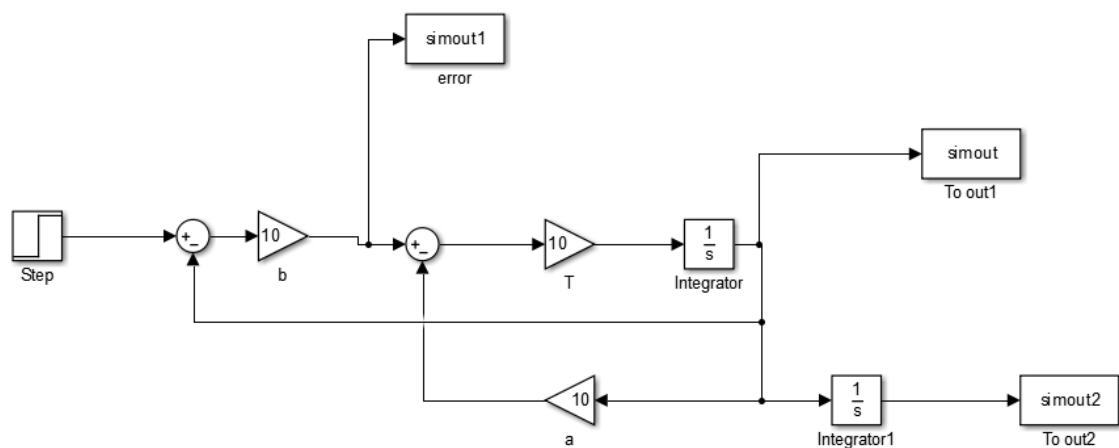 simout1
error
simout
To out1
Step
+
−
10
b
+
−
10
T
1
s
Integrator
10
a
1
s
Integrator1
simout2
To out2